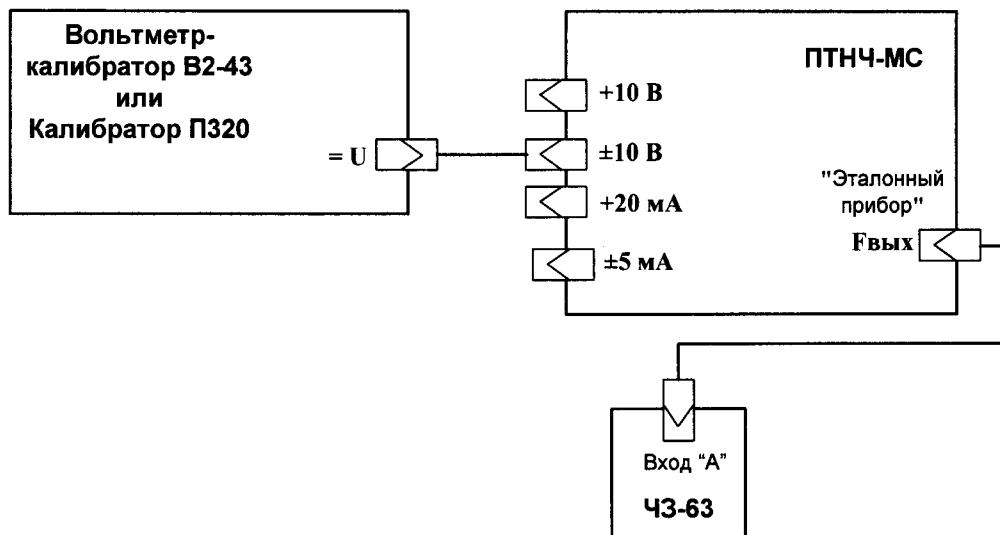 Вольтметр-
калибратор В2-43
или
Калибратор П320
= U
ПТНЧ-МС
+10 В
±10 В
+20 мА
±5 мА
"Эталонный
прибор"
Fвых
Вход "А"
ЧЗ-63